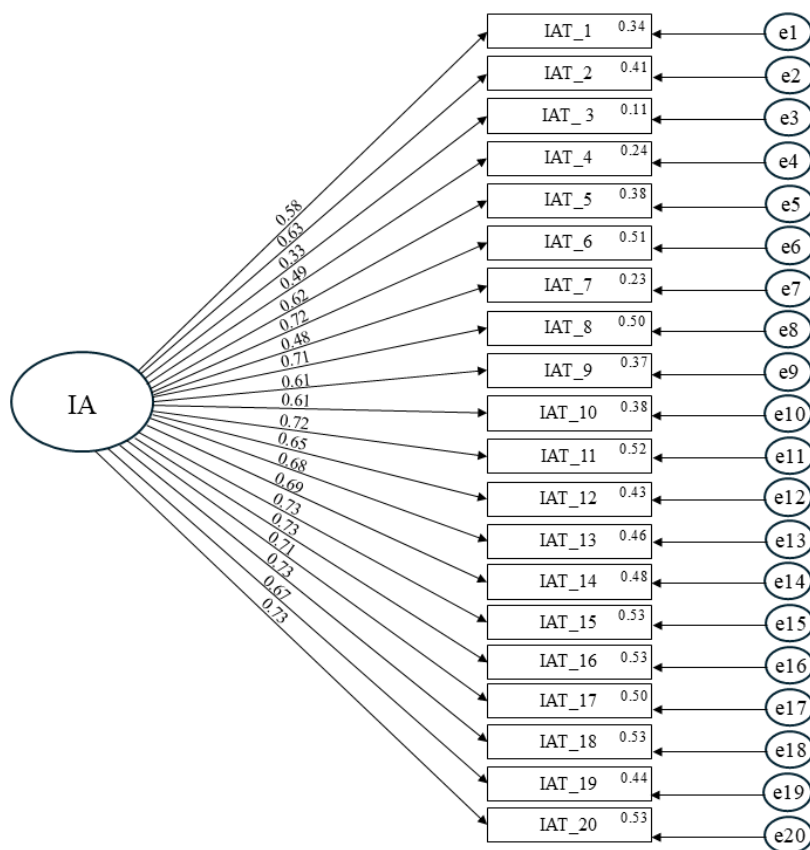 IAT_1 0.34 e1
IAT_2 0.41 e2
IAT_ 3 0.11 e3
IAT_4 0.24 e4
IAT_5 0.38 e5
IAT_6 0.51 e6
IAT_7 0.23 e7
IAT_8 0.50 e8
IAT_9 0.37 e9
IAT_10 0.38 e10
IAT_11 0.52 e11
IAT_12 0.43 e12
IAT_13 0.46 e13
IAT_14 0.48 e14
IAT_15 0.53 e15
IAT_16 0.53 e16
IAT_17 0.50 e17
IAT_18 0.53 e18
IAT_19 0.44 e19
IAT_20 0.53 e20
0.58
0.63
0.33
0.49
0.62
0.72
0.48
0.71
0.61
0.61
0.72
0.65
0.68
0.69
0.73
0.73
0.71
0.73
0.67
0.73
IA